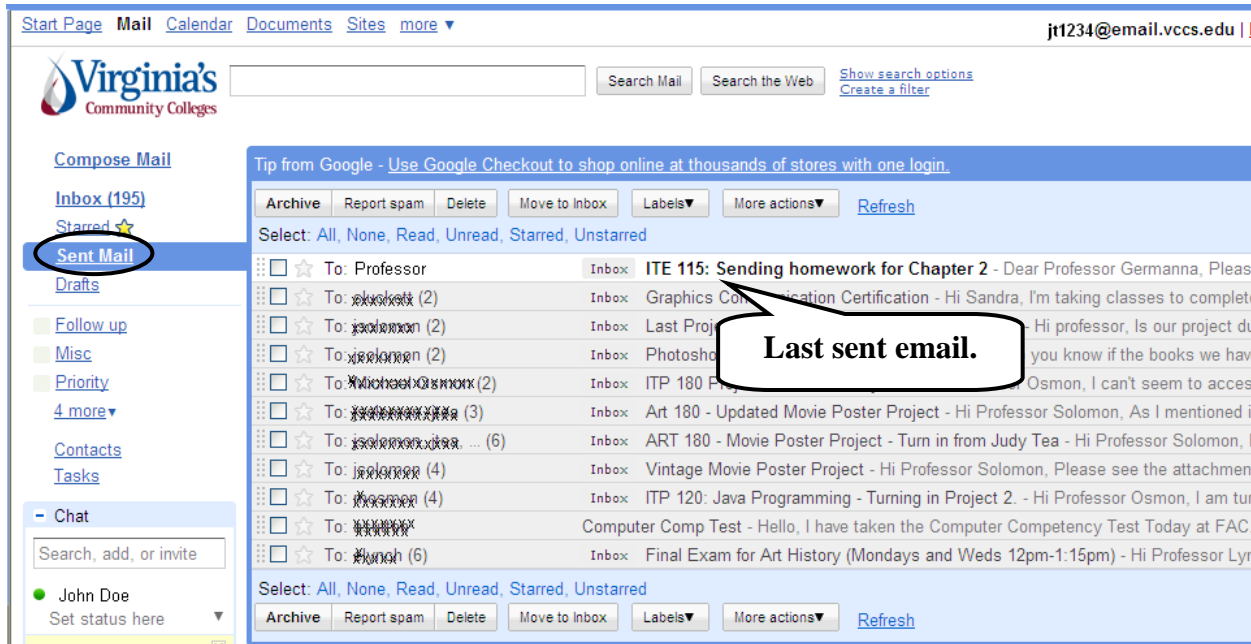 Start Page Mail Calendar Documents Sites more ▼
jt1234@email.vccs.edu |
Virginia's
Community Colleges
Search Mail Search the Web Show search options
Create a filter
Compose Mail
Inbox (195)
Starred
Sent Mail
Drafts
Follow up
Misc
Priority
4 more▼
Contacts
Tasks
− Chat
Search, add, or invite
John Doe
Set status here ▼
Tip from Google - Use Google Checkout to shop online at thousands of stores with one login.
Archive Report spam Delete Move to Inbox Labels▼ More actions▼ Refresh
Select: All, None, Read, Unread, Starred, Unstarred
To: Professor Inbox × ITE 115: Sending homework for Chapter 2 - Dear Professor Germanna, Pleas
To: (2) Inbox × Graphics Certification - Hi Sandra, I'm taking classes to complet
To: (2) Inbox × Last Proj - Hi professor, Is our project du
To: (2) Inbox × Photosho you know if the books we hav
To: (2) Inbox × ITP 180 Osmon, I can't seem to acces
To: (3) Inbox × Art 180 - Updated Movie Poster Project - Hi Professor Solomon, As I mentioned i
To: ... (6) Inbox × ART 180 - Movie Poster Project - Turn in from Judy Tea - Hi Professor Solomon,
To: (4) Inbox × Vintage Movie Poster Project - Hi Professor Solomon, Please see the attachmen
To: (4) Inbox × ITP 120: Java Programming - Turning in Project 2. - Hi Professor Osmon, I am tur
To: Computer Comp Test - Hello, I have taken the Computer Competency Test Today at FAC
To: (6) Inbox × Final Exam for Art History (Mondays and Weds 12pm-1:15pm) - Hi Professor Lyn
Last sent email.
Select: All, None, Read, Unread, Starred, Unstarred
Archive Report spam Delete Move to Inbox Labels▼ More actions▼ Refresh